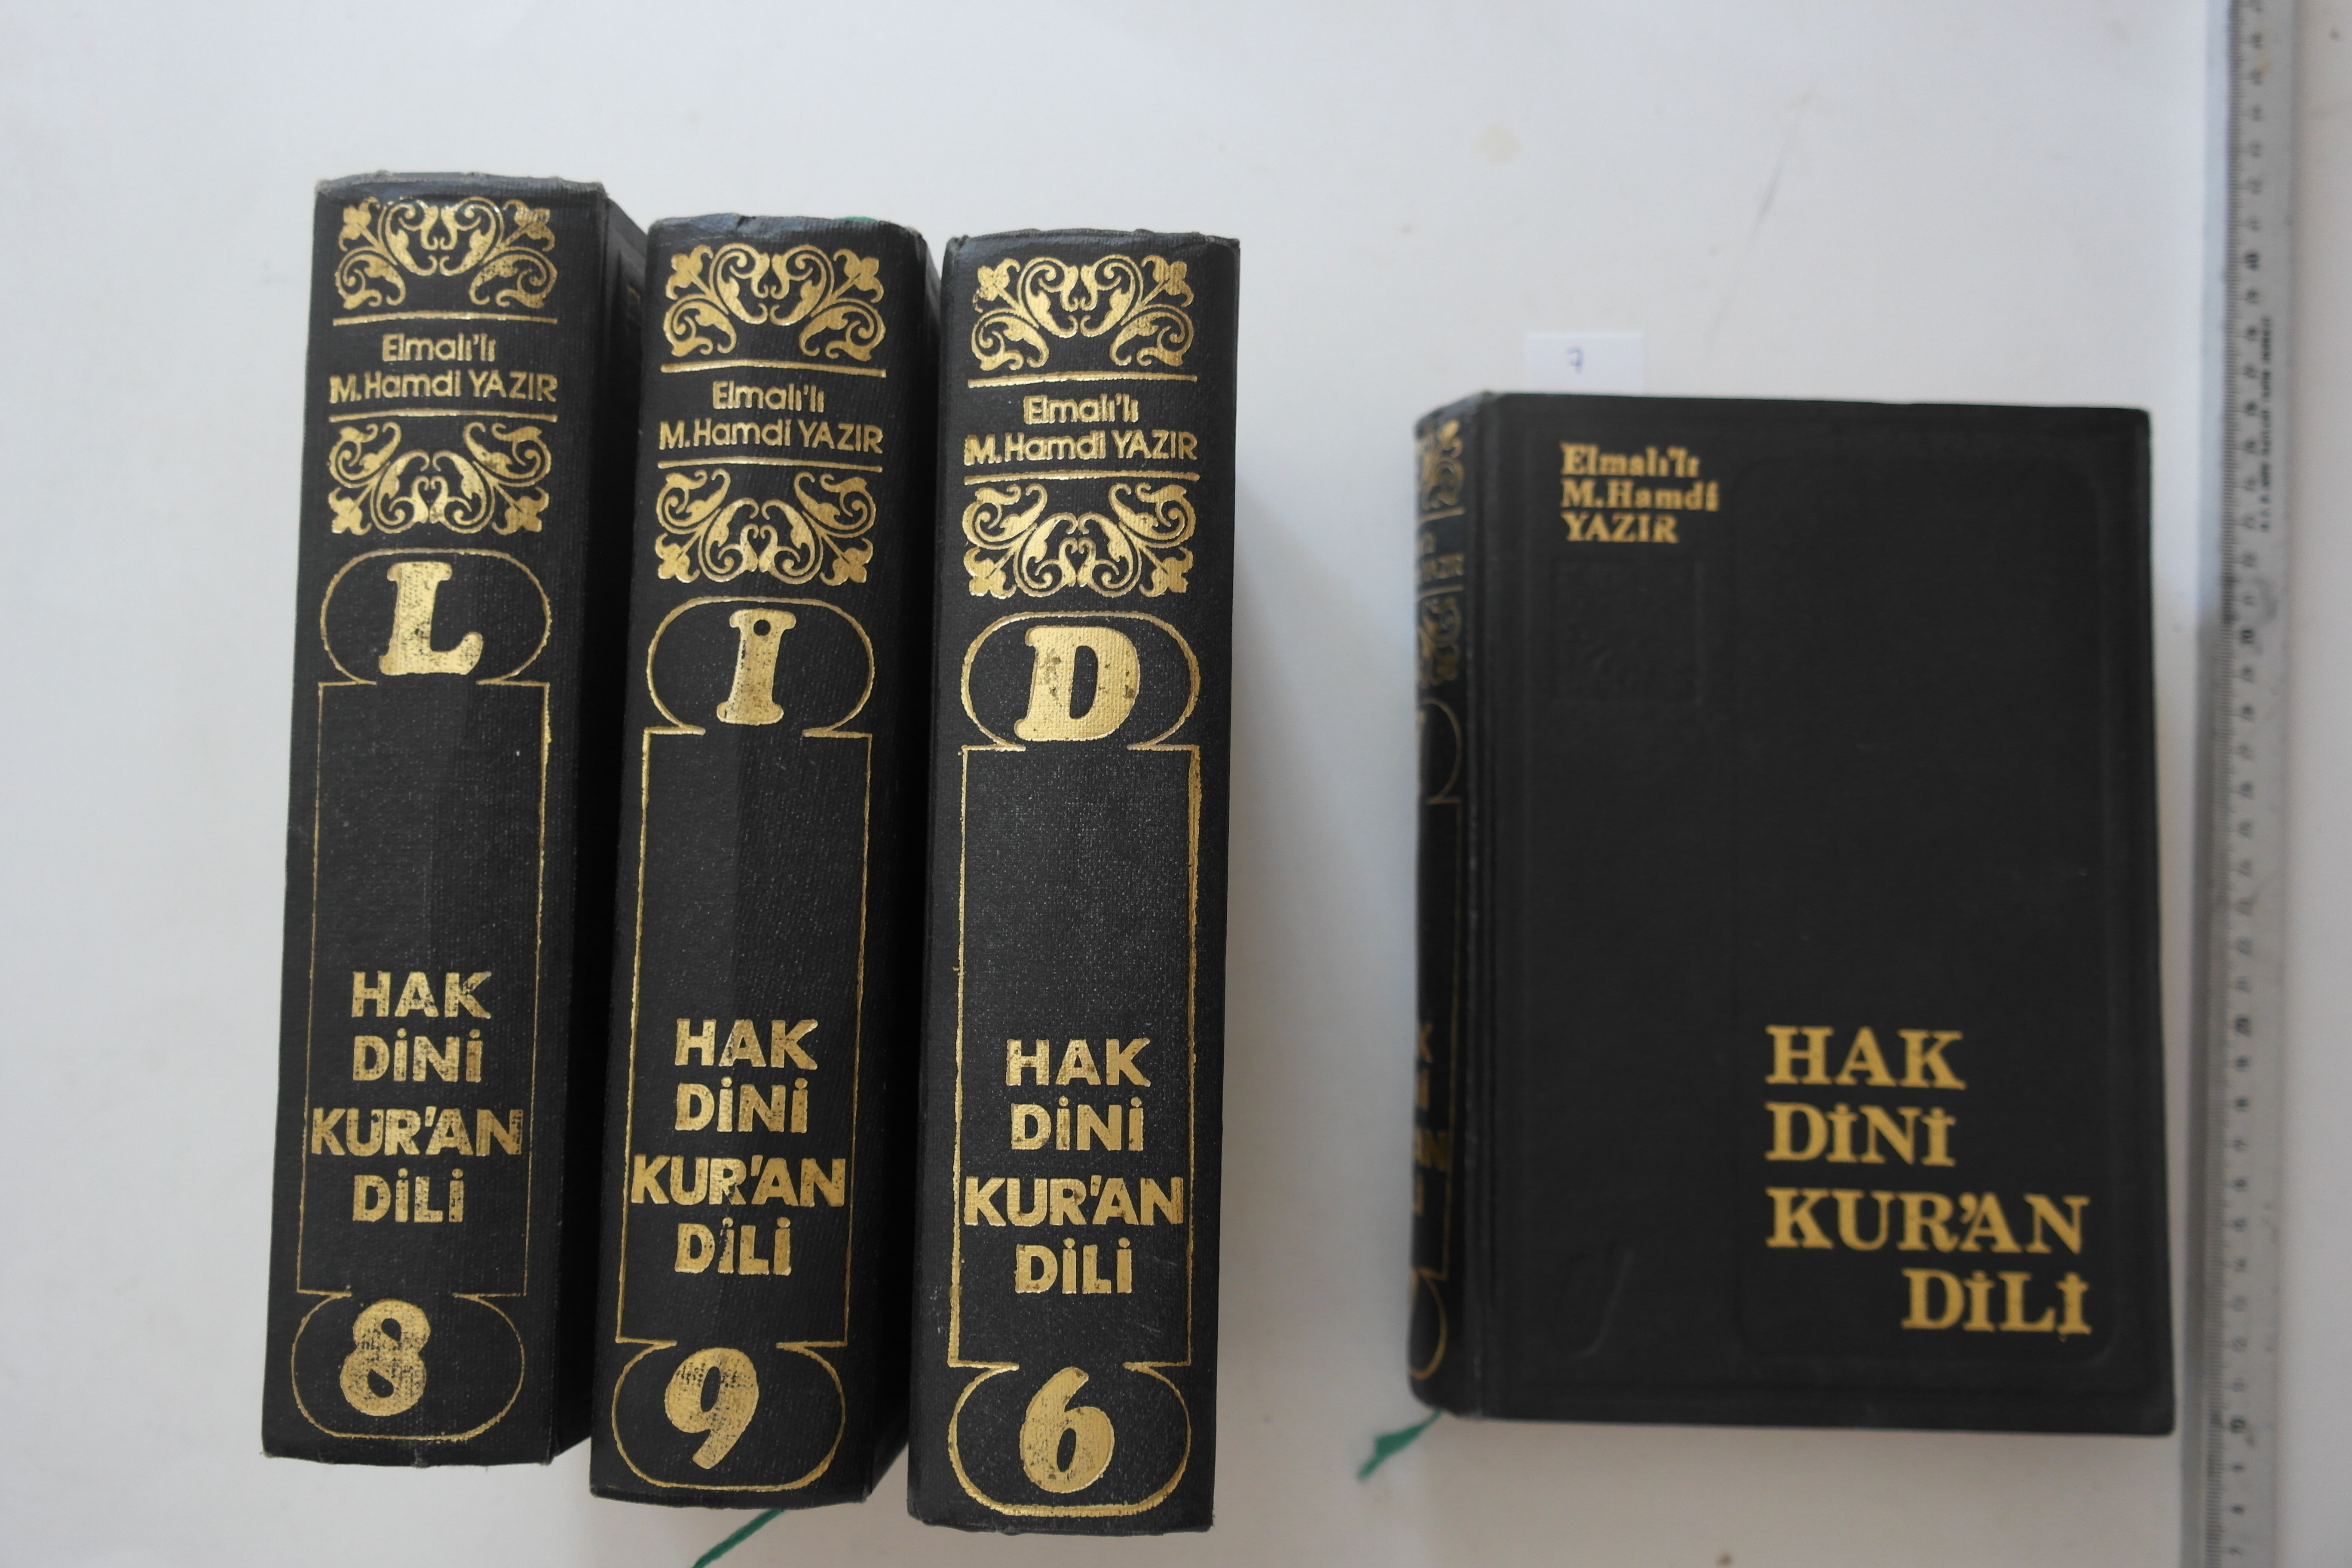 Elmalı'lı
M.Hamdi YAZIR
L
HAK
DİNİ
KUR'AN
DİLİ
8
Elmalı'lı
M.Hamdi YAZIR
İ
HAK
DİNİ
KUR'AN
DİLİ
9
Elmalı'lı
M.Hamdi YAZIR
D
HAK
DİNİ
KUR'AN
DİLİ
6
Elmalı'lı
M.Hamdi
YAZIR
HAK
DİNİ
KUR'AN
DİLİ